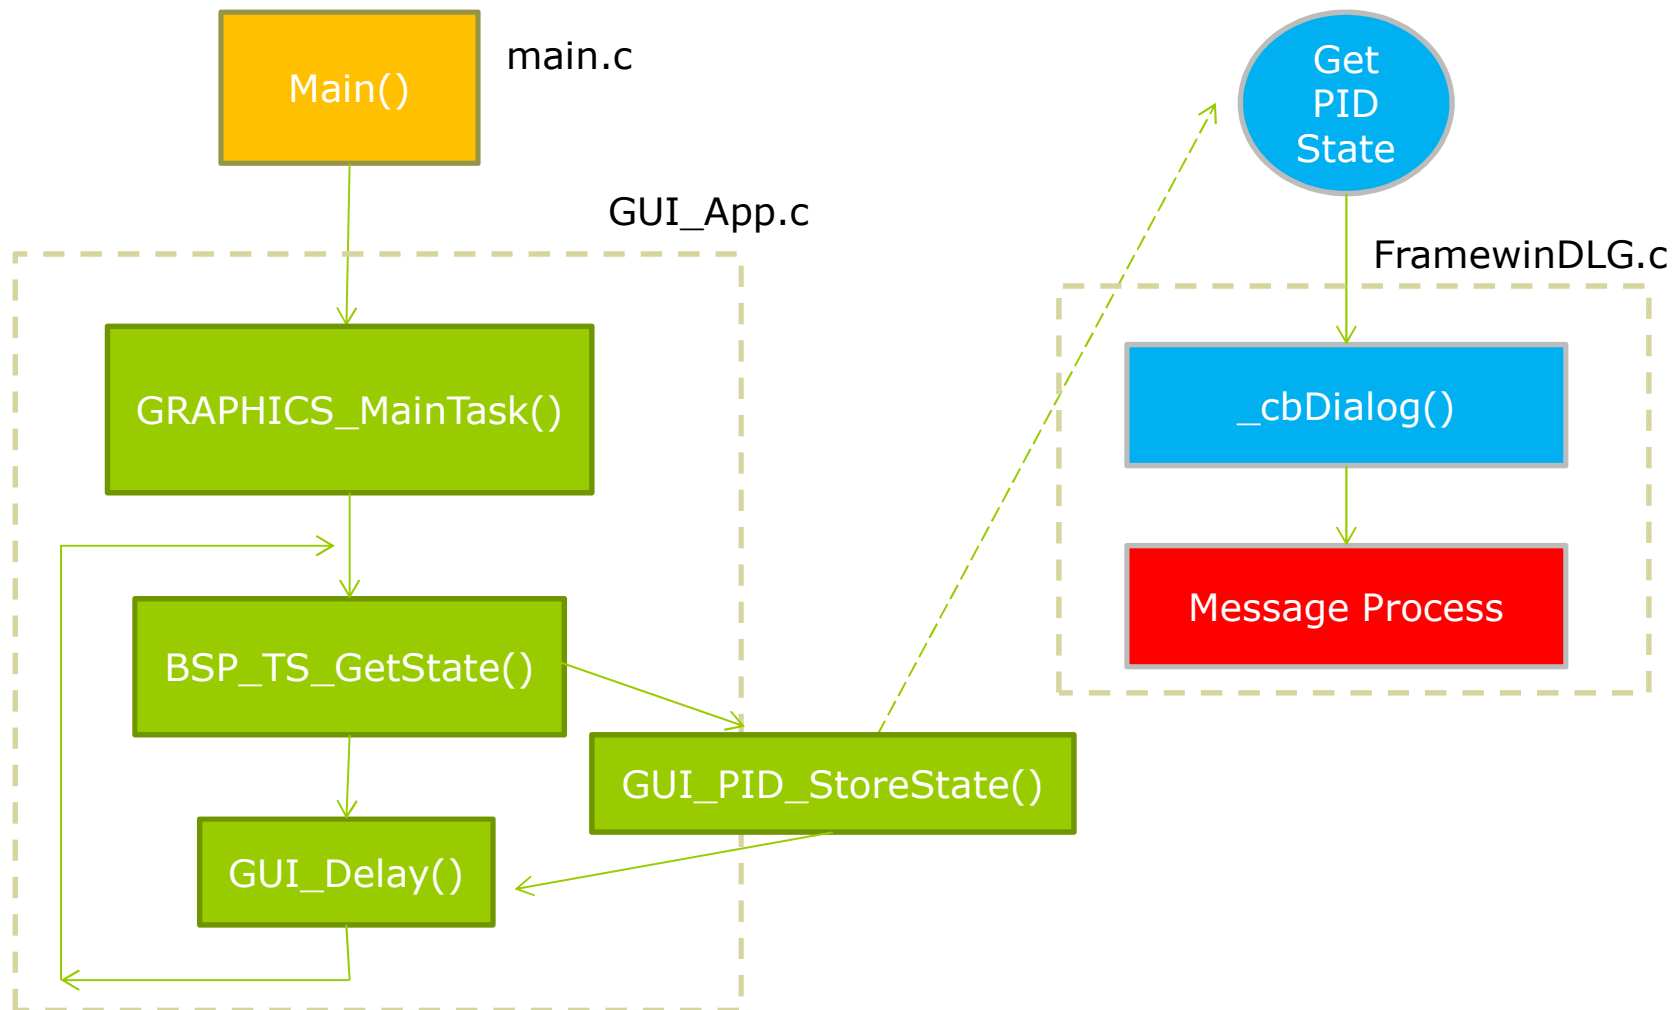 Main()
main.c
Get
PID
State
GUI_App.c
FramewinDLG.c
GRAPHICS_MainTask()
_cbDialog()
Message Process
BSP_TS_GetState()
GUI_PID_StoreState()
GUI_Delay()